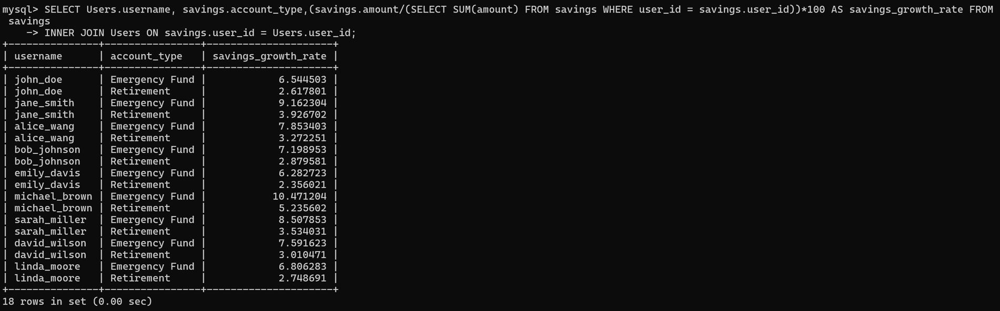 mysql> SELECT Users.username, savings.account_type,(savings.amount/(SELECT SUM(amount) FROM savings WHERE user_id = savings.user_id))*100 AS savings_growth_rate FROM
 savings
    -> INNER JOIN Users ON savings.user_id = Users.user_id;
+---------------+----------------+---------------------+
| username      | account_type   | savings_growth_rate |
+---------------+----------------+---------------------+
| john_doe      | Emergency Fund |            6.544503 |
| john_doe      | Retirement     |            2.617801 |
| jane_smith    | Emergency Fund |            9.162304 |
| jane_smith    | Retirement     |            3.926702 |
| alice_wang    | Emergency Fund |            7.853403 |
| alice_wang    | Retirement     |            3.272251 |
| bob_johnson   | Emergency Fund |            7.198953 |
| bob_johnson   | Retirement     |            2.879581 |
| emily_davis   | Emergency Fund |            6.282723 |
| emily_davis   | Retirement     |            2.356021 |
| michael_brown | Emergency Fund |           10.471204 |
| michael_brown | Retirement     |            5.235602 |
| sarah_miller  | Emergency Fund |            8.507853 |
| sarah_miller  | Retirement     |            3.534031 |
| david_wilson  | Emergency Fund |            7.591623 |
| david_wilson  | Retirement     |            3.010471 |
| linda_moore   | Emergency Fund |            6.806283 |
| linda_moore   | Retirement     |            2.748691 |
+---------------+----------------+---------------------+
18 rows in set (0.00 sec)